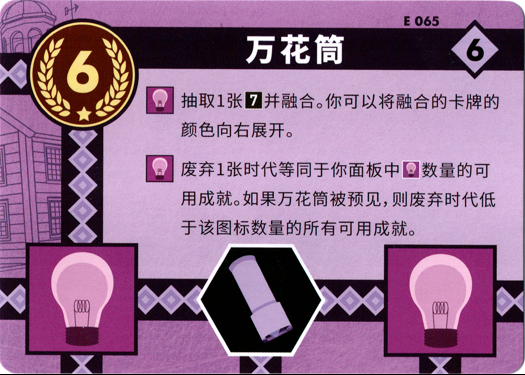 E 065
6
万花筒
6
抽取1张7并融合。你可以将融合的卡牌的
颜色向右展开。
废弃1张时代等同于你面板中数量的可
用成就。如果万花筒被预见,则废弃时代低
于该图标数量的所有可用成就。